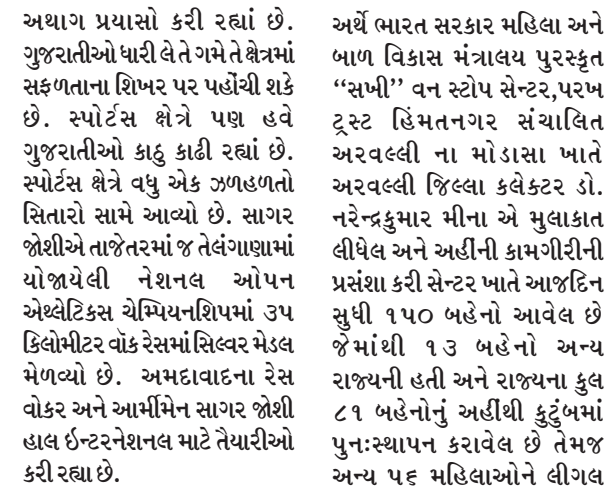 અથાગ પ્રયાસો કરી રહ્યાં છે.
ગુજરાતીઓ ધારી લે તે ગમે તે ક્ષેત્રમાં
સફળતાના શિખર પર પહોંચી શકે
છે. સ્પોર્ટસ ક્ષેત્રે પણ હવે
ગુજરાતીઓ કાઠુ કાઢી રહ્યાં છે.
સ્પોર્ટસ ક્ષેત્રે વધુ એક ઝળહળતો
સિતારો સામે આવ્યો છે. સાગર
જોશીએ તાજેતરમાં જ તેલંગાણામાં
યોજાયેલી નેશનલ ઓપન
એથ્લેટિકસ ચેમ્પિયનશિપમાં ૩૫
કિલોમીટર વૉક રેસમાં સિલ્વર મેડલ
મેળવ્યો છે. અમદાવાદના રેસ
વોકર અને આર્મીમેન સાગર જોશી
હાલ ઇન્ટરનેશનલ માટે તૈયારીઓ
કરી રહ્યા છે.
અર્થે ભારત સરકાર મહિલા અને
બાળ વિકાસ મંત્રાલય પુરસ્કૃત
‘‘સખી’’ વન સ્ટોપ સેન્ટર,પરખ
ટ્રસ્ટ હિંમતનગર સંચાલિત
અરવલ્લી ના મોડાસા ખાતે
અરવલ્લી જિલ્લા કલેક્ટર ડો.
નરેન્દ્રકુમાર મીના એ મુલાકાત
લીધેલ અને અહીંની કામગીરીની
પ્રસંશા કરી સેન્ટર ખાતે આજદિન
સુધી ૧૫૦ બહેનો આવેલ છે
જેમાંથી ૧૩ બહેનો અન્ય
રાજ્યની હતી અને રાજ્યના કુલ
૮૧ બહેનોનું અહીંથી કુટુંબમાં
પુનઃસ્થાપન કરાવેલ છે તેમજ
અન્ય ૫૬ મહિલાઓને લીગલ